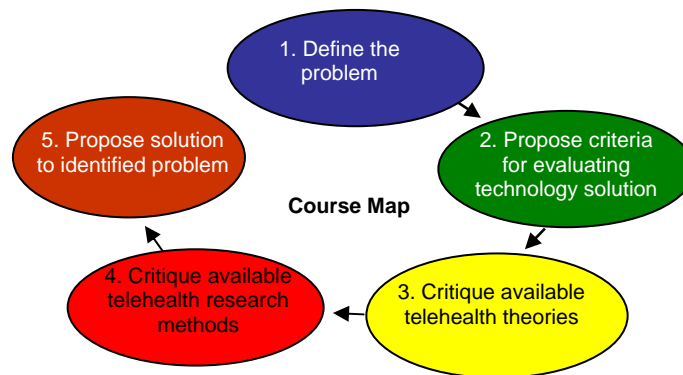 1. Define the
problem
2. Propose criteria
for evaluating
technology solution
3. Critique available
telehealth theories
4. Critique available
telehealth research
methods
5. Propose solution
to identified problem
Course Map